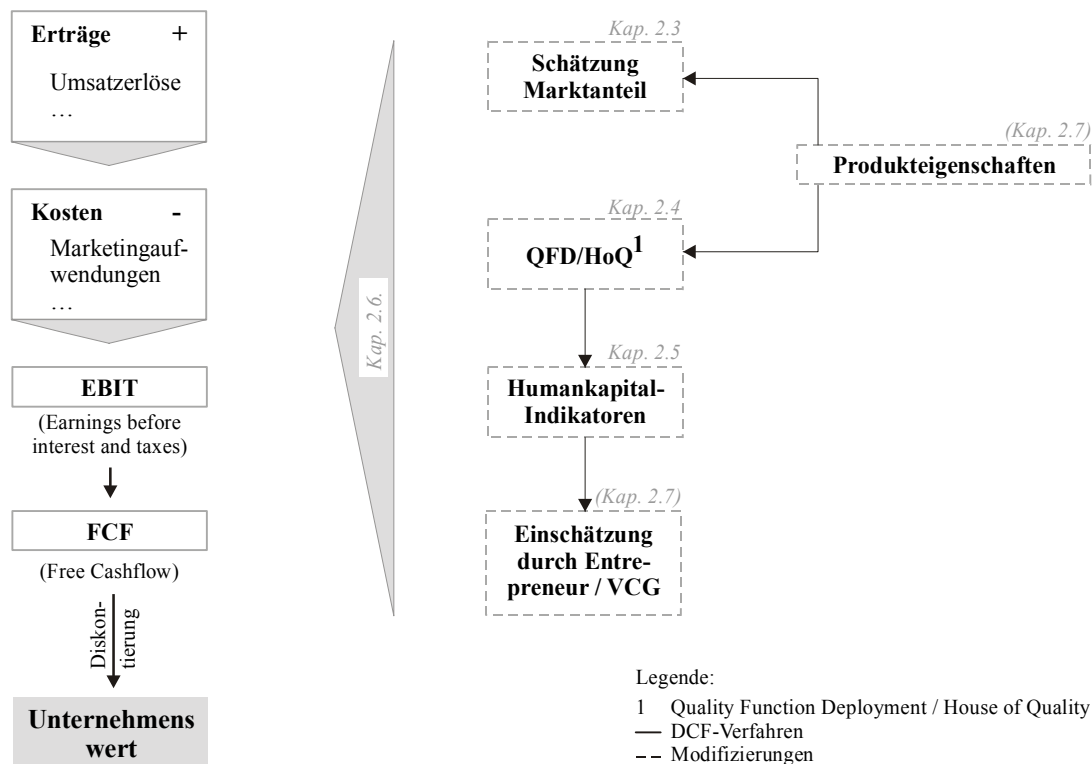 Erträge +
Umsatzerlöse
…
Kosten -
Marketingauf-
wendungen
…
EBIT
(Earnings before
interest and taxes)
FCF
(Free Cashflow)
Diskon-
tierung
Unternehmens
wert
Kap. 2.6.
Kap. 2.3
Schätzung
Marktanteil
(Kap. 2.7)
Produkteigenschaften
Kap. 2.4
QFD/HoQ1
Kap. 2.5
Humankapital-
Indikatoren
(Kap. 2.7)
Einschätzung
durch Entre-
preneur / VCG
Legende:
1 Quality Function Deployment / House of Quality
— DCF-Verfahren
-- Modifizierungen